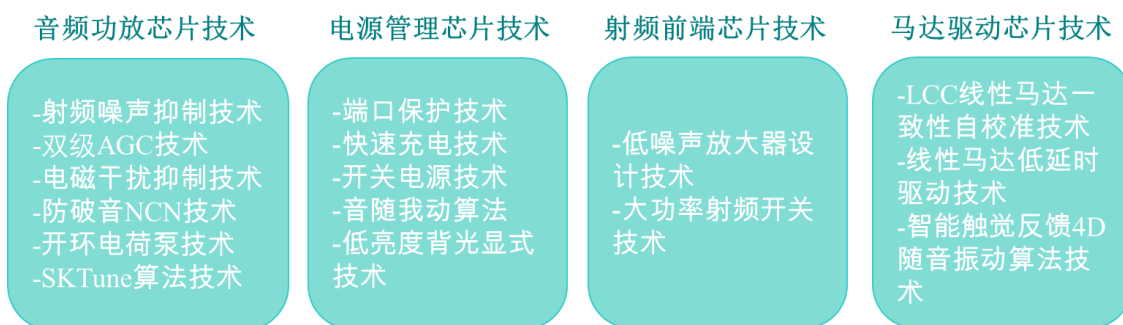 音频功放芯片技术
-射频噪声抑制技术
-双级AGC技术
-电磁干扰抑制技术
-防破音NCN技术
-开环电荷泵技术
-SKTune算法技术
电源管理芯片技术
-端口保护技术
-快速充电技术
-开关电源技术
-音随我动算法
-低亮度背光显式
技术
射频前端芯片技术
-低噪声放大器设
计技术
-大功率射频开关
技术
马达驱动芯片技术
-LCC线性马达一
致性自校准技术
-线性马达低延时
驱动技术
-智能触觉反馈4D
随音振动算法技
术